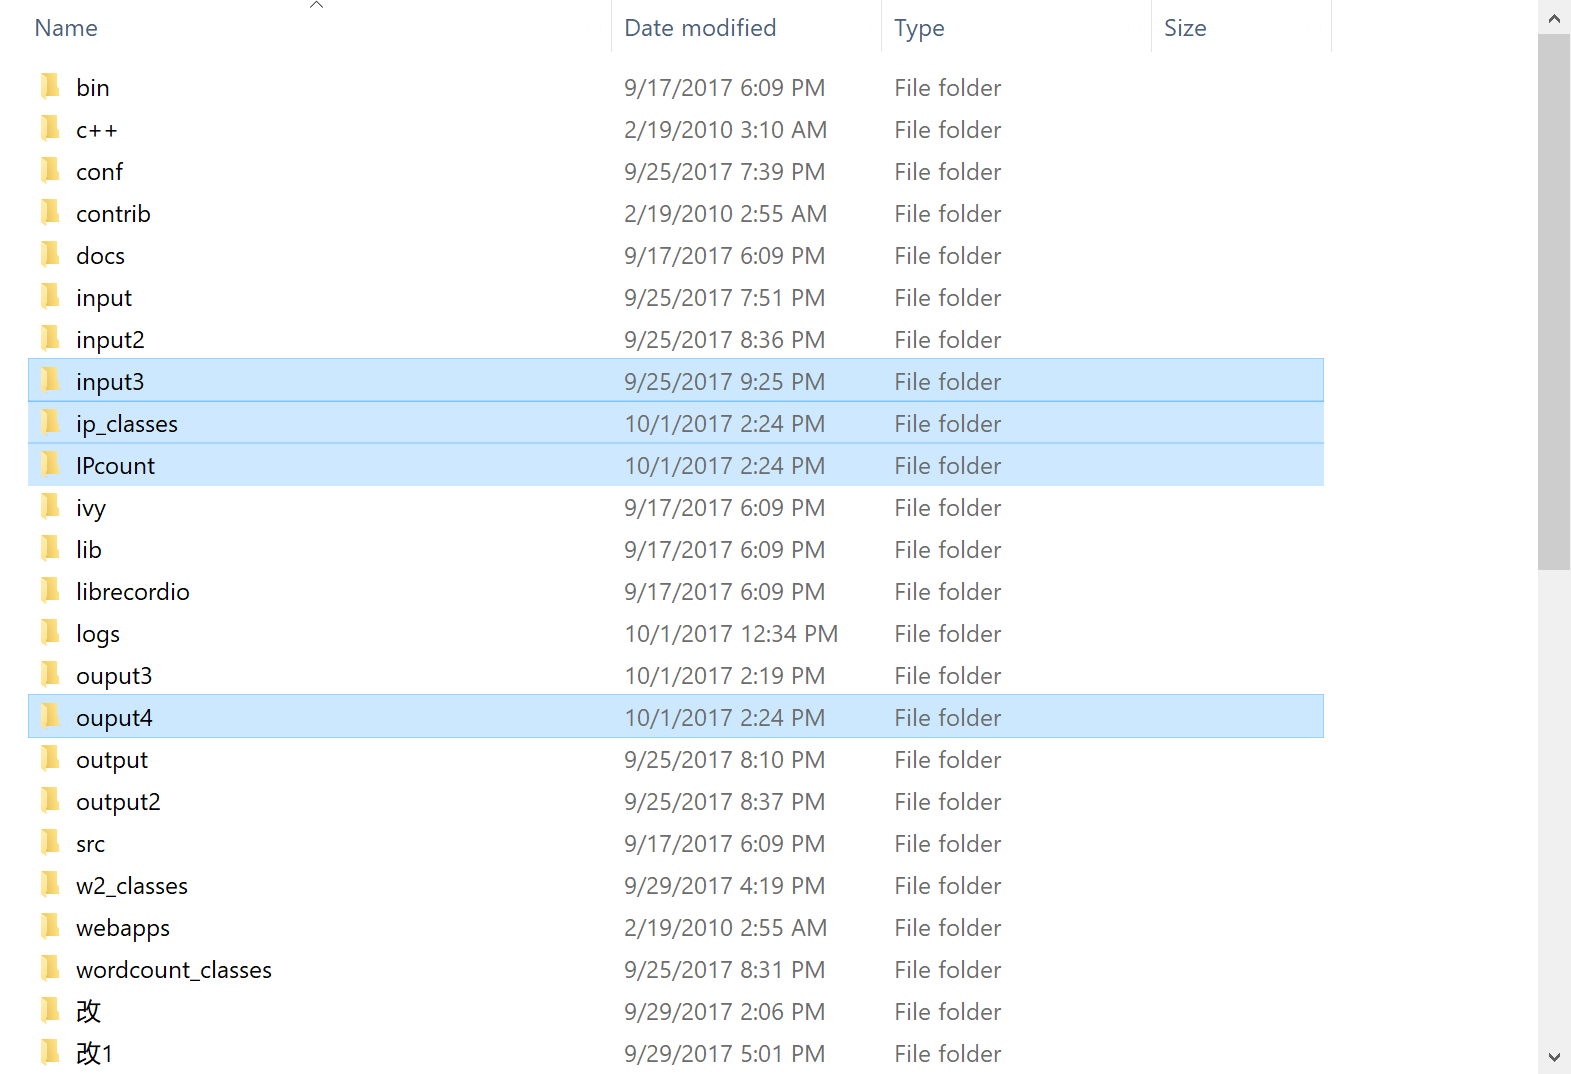 Name Date modified Type Size
bin 9/17/2017 6:09 PM File folder
c++ 2/19/2010 3:10 AM File folder
conf 9/25/2017 7:39 PM File folder
contrib 2/19/2010 2:55 AM File folder
docs 9/17/2017 6:09 PM File folder
input 9/25/2017 7:51 PM File folder
input2 9/25/2017 8:36 PM File folder
input3 9/25/2017 9:25 PM File folder
ip_classes 10/1/2017 2:24 PM File folder
IPcount 10/1/2017 2:24 PM File folder
ivy 9/17/2017 6:09 PM File folder
lib 9/17/2017 6:09 PM File folder
librecordio 9/17/2017 6:09 PM File folder
logs 10/1/2017 12:34 PM File folder
ouput3 10/1/2017 2:19 PM File folder
ouput4 10/1/2017 2:24 PM File folder
output 9/25/2017 8:10 PM File folder
output2 9/25/2017 8:37 PM File folder
src 9/17/2017 6:09 PM File folder
w2_classes 9/29/2017 4:19 PM File folder
webapps 2/19/2010 2:55 AM File folder
wordcount_classes 9/25/2017 8:31 PM File folder
改 9/29/2017 2:06 PM File folder
改1 9/29/2017 5:01 PM File folder